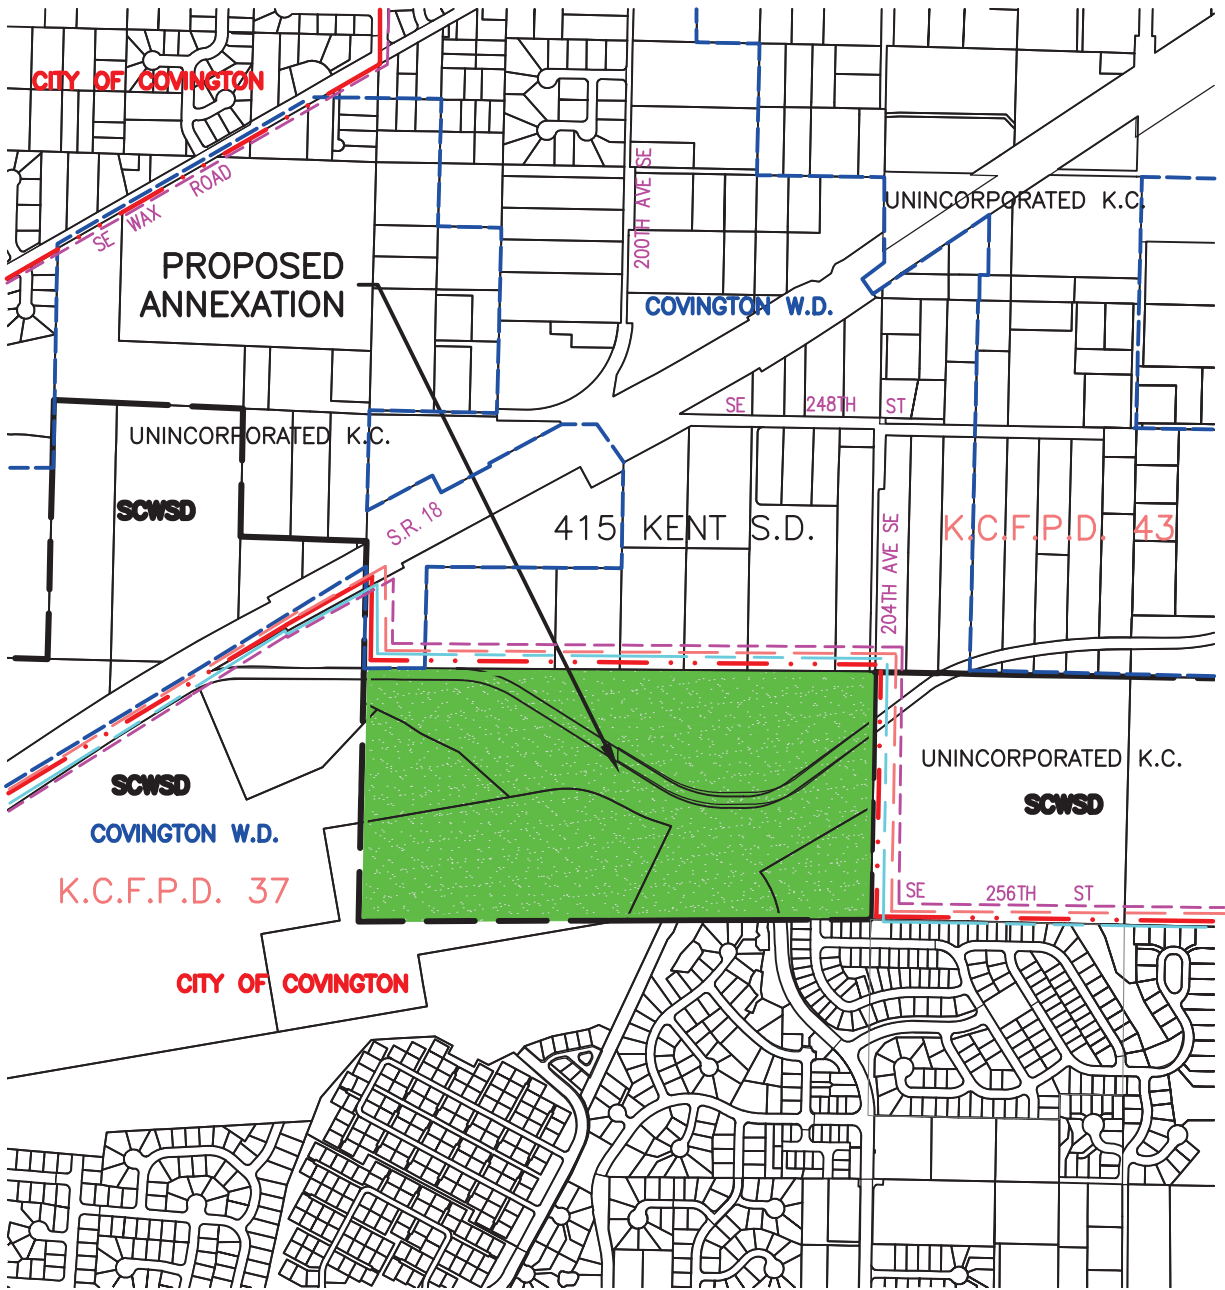 CITY OF COVINGTON
200TH AVE SE
SE WAX ROAD
UNINCORPORATED K.C.
PROPOSED
ANNEXATION
COVINGTON W.D.
SE 248TH ST
UNINCORPORATED K.C.
SCWSD
S.R. 18
415 KENT S.D.
K.C.F.P.D. 43
204TH AVE SE
UNINCORPORATED K.C.
SCWSD
SCWSD
COVINGTON W.D.
K.C.F.P.D. 37
SE 256TH ST
CITY OF COVINGTON